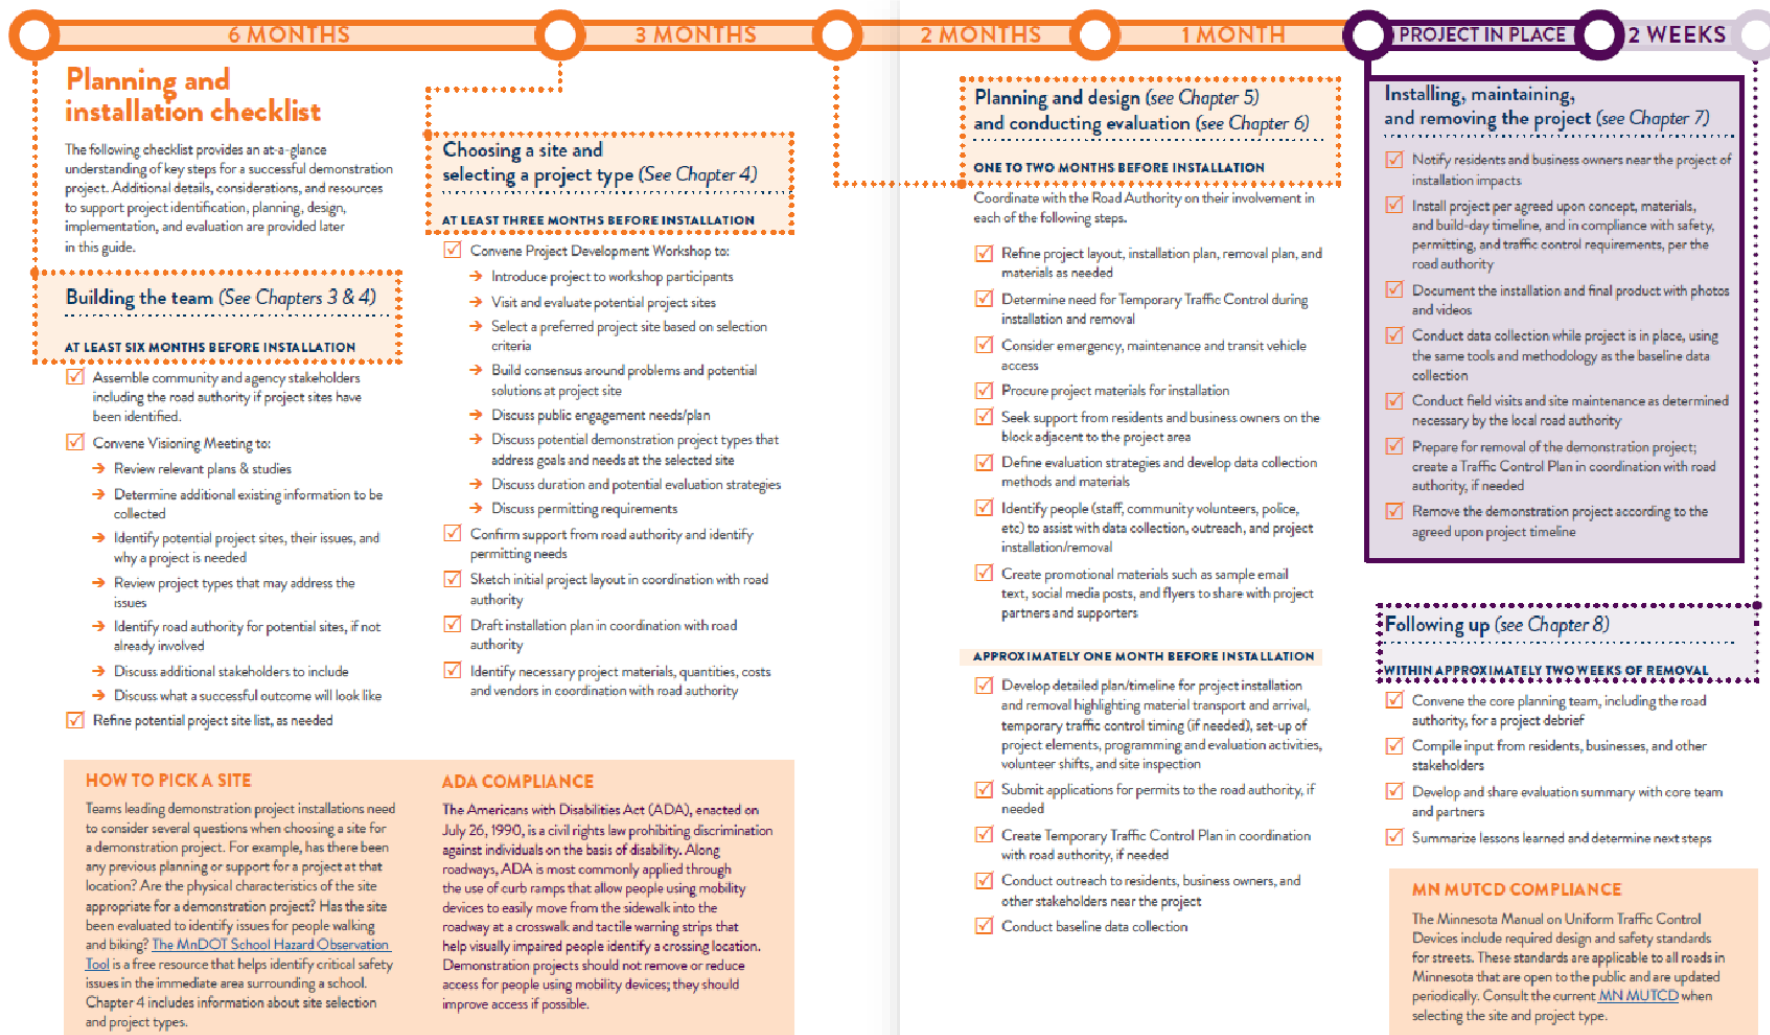 6 MONTHS
3 MONTHS
2 MONTHS
1 MONTH
PROJECT IN PLACE
2 WEEKS
Planning and
installation checklist
The following checklist provides an at-a-glance
understanding of key steps for a successful demonstration
project. Additional details, considerations, and resources
to support project identification, planning, design,
implementation, and evaluation are provided later
in this guide.
Building the team (See Chapters 3 & 4)
AT LEAST SIX MONTHS BEFORE INSTALLATION
Assemble community and agency stakeholders
including the road authority if project sites have
been identified.
Convene Visioning Meeting to:
Review relevant plans & studies
Determine additional existing information to be
collected
Identify potential project sites, their issues, and
why a project is needed
Review project types that may address the
issues
Identify road authority for potential sites, if not
already involved
Discuss additional stakeholders to include
Discuss what a successful outcome will look like
Refine potential project site list, as needed
Choosing a site and
selecting a project type (See Chapter 4)
AT LEAST THREE MONTHS BEFORE INSTALLATION
Convene Project Development Workshop to:
Introduce project to workshop participants
Visit and evaluate potential project sites
Select a preferred project site based on selection
criteria
Build consensus around problems and potential
solutions at project site
Discuss public engagement needs/plan
Discuss potential demonstration project types that
address goals and needs at the selected site
Discuss duration and potential evaluation strategies
Discuss permitting requirements
Confirm support from road authority and identify
permitting needs
Sketch initial project layout in coordination with road
authority
Draft installation plan in coordination with road
authority
Identify necessary project materials, quantities, costs
and vendors in coordination with road authority
HOW TO PICK A SITE
Teams leading demonstration project installations need
to consider several questions when choosing a site for
a demonstration project. For example, has there been
any previous planning or support for a project at that
location? Are the physical characteristics of the site
appropriate for a demonstration project? Has the site
been evaluated to identify issues for people walking
and biking? The MnDOT School Hazard Observation
Tool is a free resource that helps identify critical safety
issues in the immediate area surrounding a school.
Chapter 4 includes information about site selection
and project types.
ADA COMPLIANCE
The Americans with Disabilities Act (ADA), enacted on
July 26, 1990, is a civil rights law prohibiting discrimination
against individuals on the basis of disability. Along
roadways, ADA is most commonly applied through
the use of curb ramps that allow people using mobility
devices to easily move from the sidewalk into the
roadway at a crosswalk and tactile warning strips that
help visually impaired people identify a crossing location.
Demonstration projects should not remove or reduce
access for people using mobility devices; they should
improve access if possible.
Planning and design (see Chapter 5)
and conducting evaluation (see Chapter 6)
ONE TO TWO MONTHS BEFORE INSTALLATION
Coordinate with the Road Authority on their involvement in
each of the following steps.
Refine project layout, installation plan, removal plan, and
materials as needed
Determine need for Temporary Traffic Control during
installation and removal
Consider emergency, maintenance and transit vehicle
access
Procure project materials for installation
Seek support from residents and business owners on the
block adjacent to the project area
Define evaluation strategies and develop data collection
methods and materials
Identify people (staff, community volunteers, police,
etc) to assist with data collection, outreach, and project
installation/removal
Create promotional materials such as sample email
text, social media posts, and flyers to share with project
partners and supporters
APPROXIMATELY ONE MONTH BEFORE INSTALLATION
Develop detailed plan/timeline for project installation
and removal highlighting material transport and arrival,
temporary traffic control timing (if needed), set-up of
project elements, programming and evaluation activities,
volunteer shifts, and site inspection
Submit applications for permits to the road authority, if
needed
Create Temporary Traffic Control Plan in coordination
with road authority, if needed
Conduct outreach to residents, business owners, and
other stakeholders near the project
Conduct baseline data collection
Installing, maintaining,
and removing the project (see Chapter 7)
Notify residents and business owners near the project of
installation impacts
Install project per agreed upon concept, materials,
and build-day timeline, and in compliance with safety,
permitting, and traffic control requirements, per the
road authority
Document the installation and final product with photos
and videos
Conduct data collection while project is in place, using
the same tools and methodology as the baseline data
collection
Conduct field visits and site maintenance as determined
necessary by the local road authority
Prepare for removal of the demonstration project;
create a Traffic Control Plan in coordination with road
authority, if needed
Remove the demonstration project according to the
agreed upon project timeline
Following up (see Chapter 8)
WITHIN APPROXIMATELY TWO WEEKS OF REMOVAL
Convene the core planning team, including the road
authority, for a project debrief
Compile input from residents, businesses, and other
stakeholders
Develop and share evaluation summary with core team
and partners
Summarize lessons learned and determine next steps
MN MUTCD COMPLIANCE
The Minnesota Manual on Uniform Traffic Control
Devices include required design and safety standards
for streets. These standards are applicable to all roads in
Minnesota that are open to the public and are updated
periodically. Consult the current MN MUTCD when
selecting the site and project type.